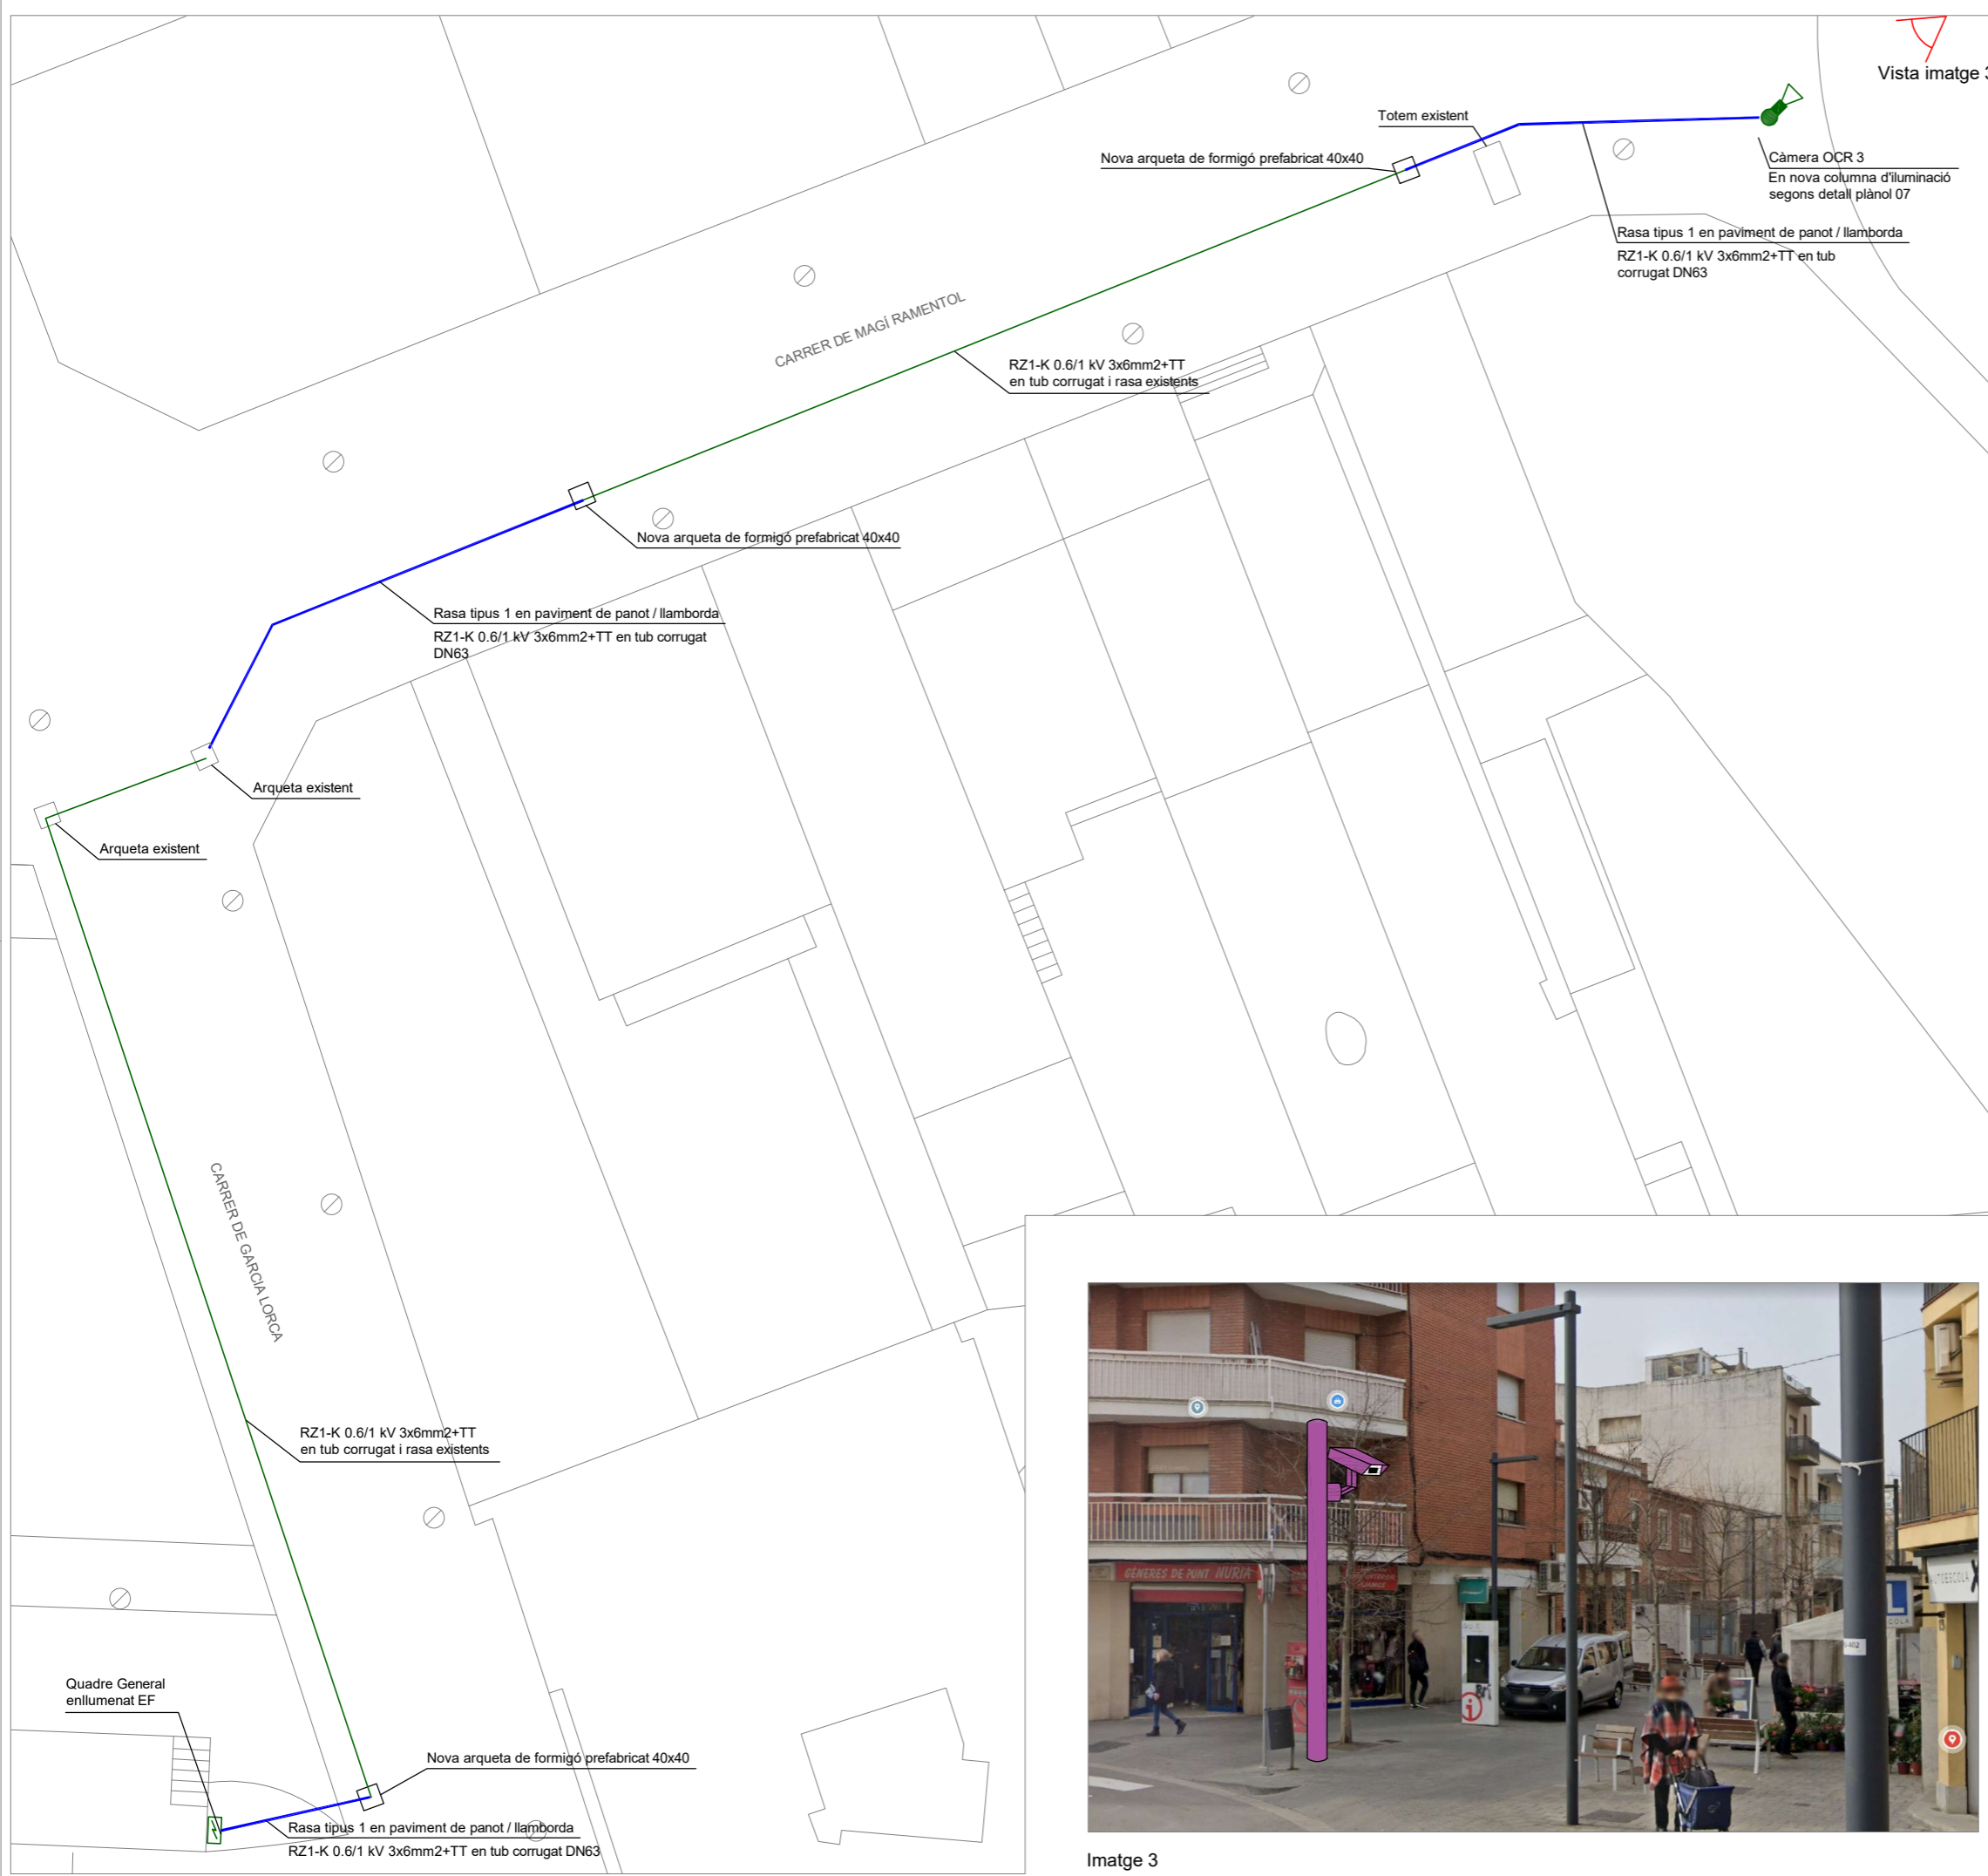 Vista imatge 3
Totem existent
Nova arqueta de formigó prefabricat 40x40
Càmera OCR 3
En nova columna d'iluminació
segons detall plànol 07
Rasa tipus 1 en paviment de panot / llamborda
RZ1-K 0.6/1 kV 3x6mm2+TT en tub
corrugat DN63
CARRER DE MAGÍ RAMENTOL
RZ1-K 0.6/1 kV 3x6mm2+TT
en tub corrugat i rasa existents
Nova arqueta de formigó prefabricat 40x40
Rasa tipus 1 en paviment de panot / llamborda
RZ1-K 0.6/1 kV 3x6mm2+TT en tub corrugat
DN63
Arqueta existent
Arqueta existent
CARRER DE GARCIA LORCA
RZ1-K 0.6/1 kV 3x6mm2+TT
en tub corrugat i rasa existents
Quadre General
enllumenat EF
Nova arqueta de formigó prefabricat 40x40
Rasa tipus 1 en paviment de panot / llamborda
RZ1-K 0.6/1 kV 3x6mm2+TT en tub corrugat DN63
GÈNERES DE PUNT NURIA
L
i
Imatge 3